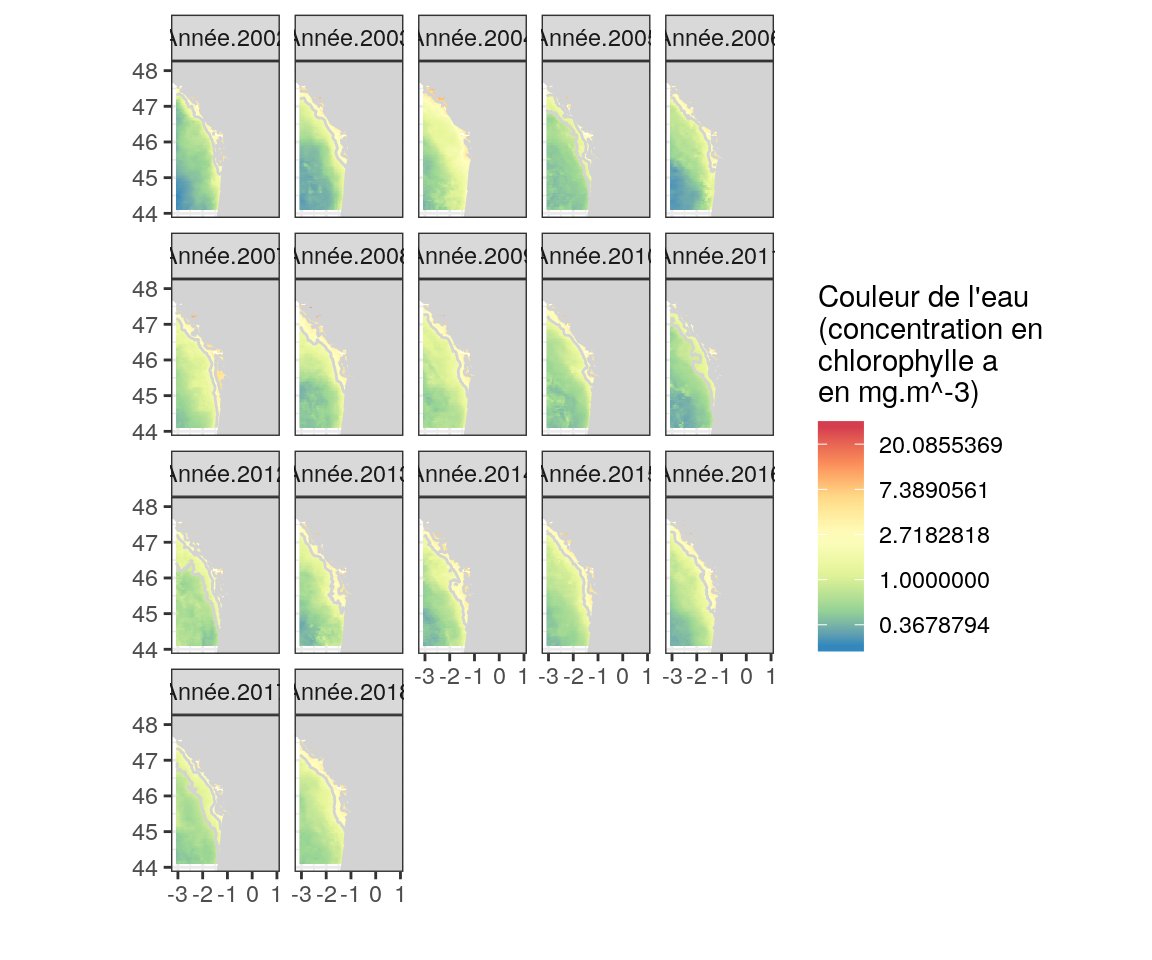 Année.2002 Année.2003 Année.2004 Année.2005 Année.2006
48
47
46
45
44
Année.2007 Année.2008 Année.2009 Année.2010 Année.2011
48
47
46
45
44
Couleur de l'eau
(concentration en
chlorophylle a
en mg.m^-3)
20.0855369
7.3890561
2.7182818
1.0000000
0.3678794
Année.2012 Année.2013 Année.2014 Année.2015 Année.2016
48
47
46
45
44
-3 -2 -1 0 1 -3 -2 -1 0 1 -3 -2 -1 0 1
Année.2017 Année.2018
48
47
46
45
44
-3 -2 -1 0 1 -3 -2 -1 0 1